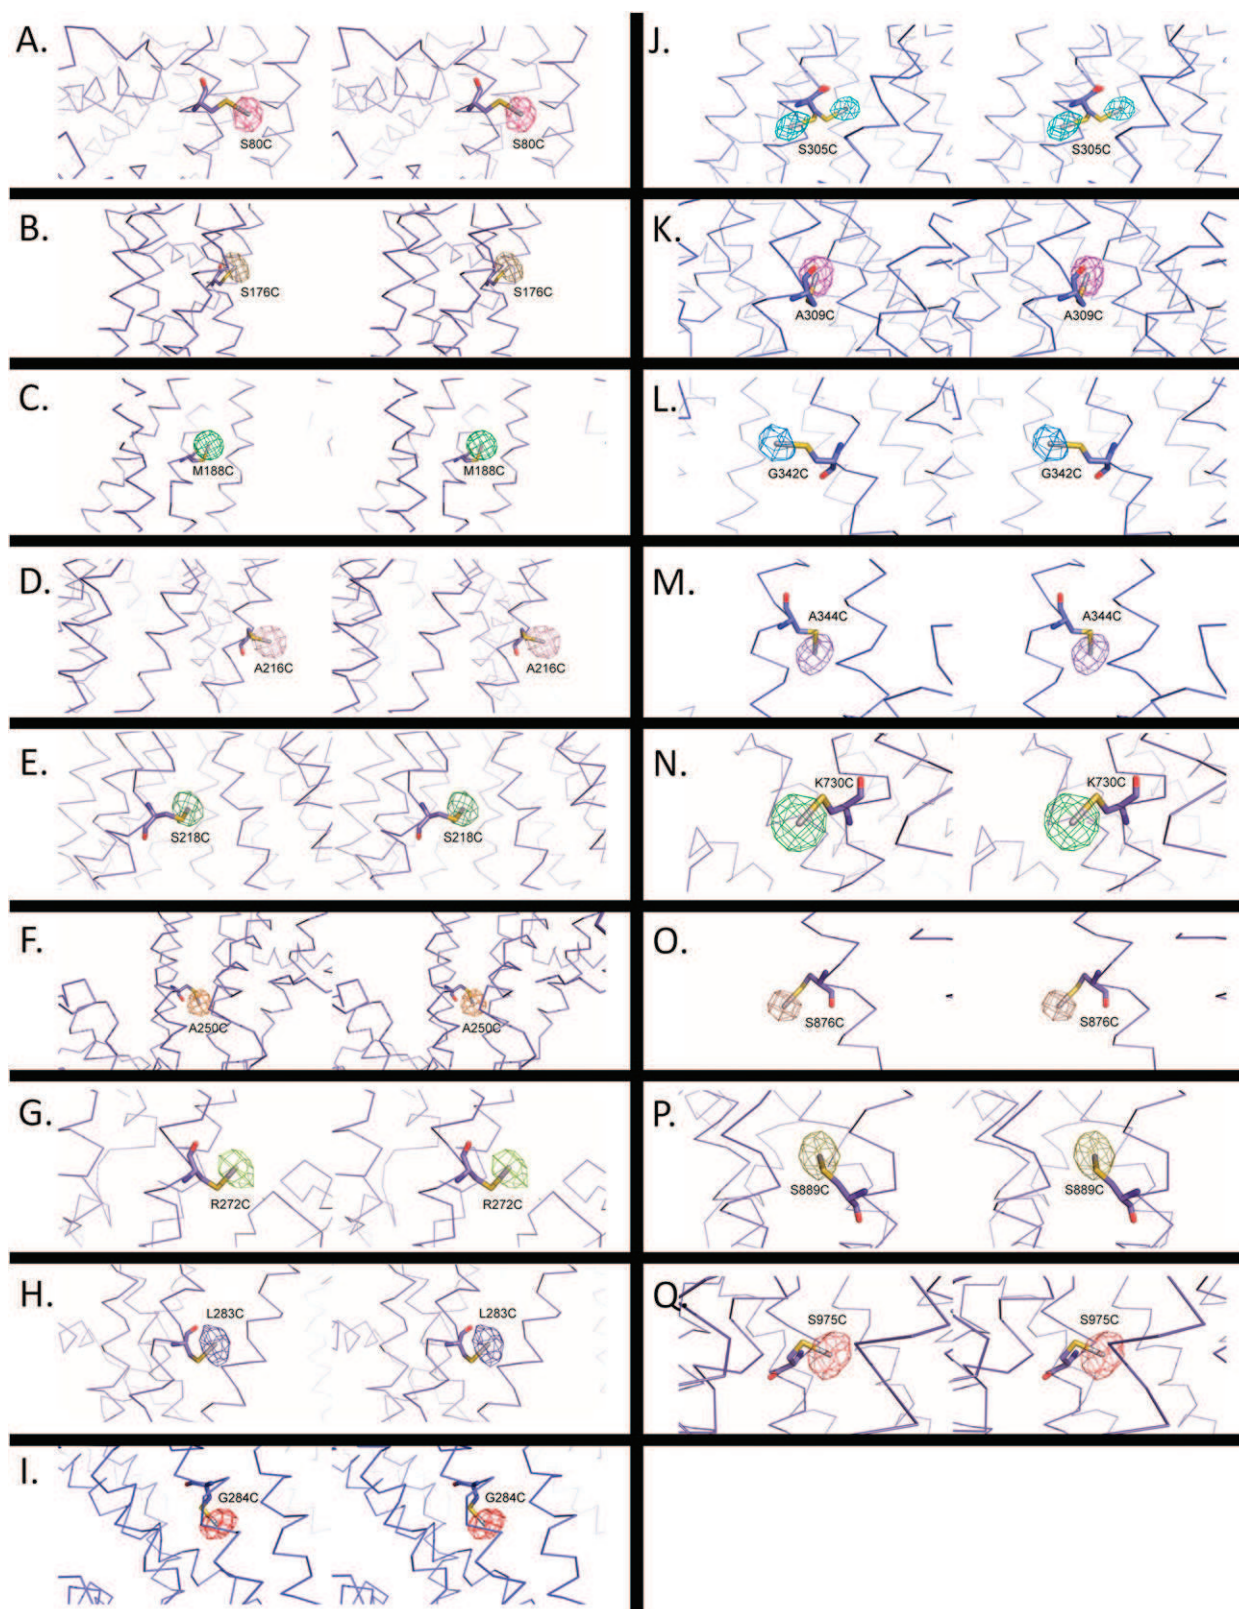 A.
S80C
S80C
B.
S176C
S176C
C.
M188C
M188C
D.
A216C
A216C
E.
S218C
S218C
F.
A250C
A250C
G.
R272C
R272C
H.
L283C
L283C
I.
G284C
G284C
J.
S305C
S305C
K.
A309C
A309C
L.
G342C
G342C
M.
A344C
A344C
N.
K730C
K730C
O.
S876C
S876C
P.
S889C
S889C
Q.
S975C
S975C